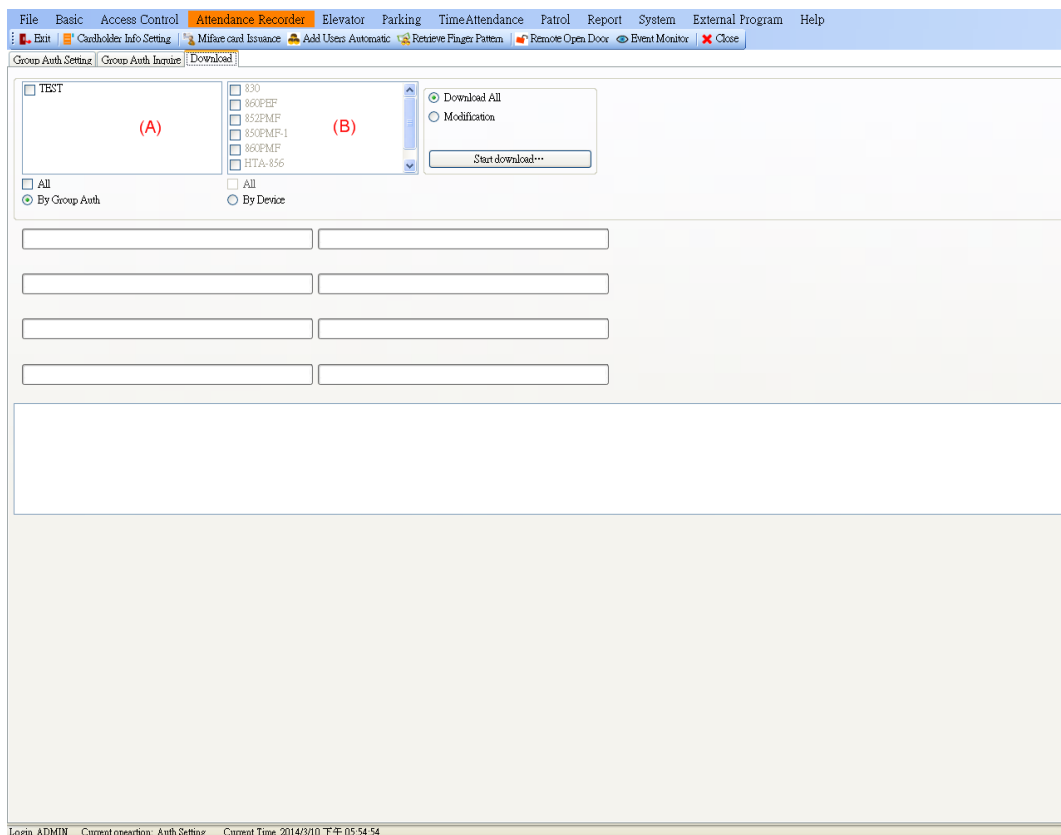 File Basic Access Control Attendance Recorder Elevator Parking TimeAttendance Patrol Report System External Program Help
Exit Cardholder Info Setting Mifare card Issuance Add Users Automatic Retrieve Finger Pattern Remote Open Door Event Monitor Close
Group Auth Setting Group Auth Inquire Download
TEST
(A)
All
By Group Auth
830
860PEF
852PMF
850PMF-1
860PMF
HTA-856
(B)
All
By Device
Download All
Modification
Start download…
Login ADMIN Current opeartion: Auth Setting Current Time 2014/3/10 下午 05:54:54